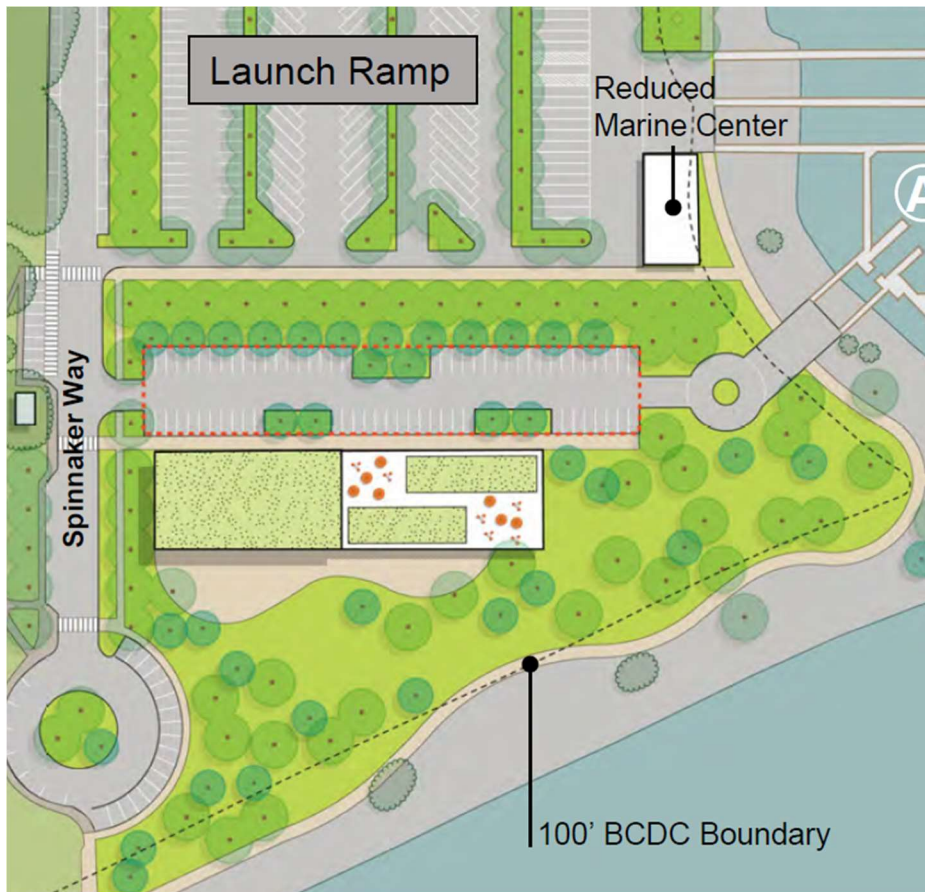 Launch Ramp
Reduced
Marine Center
A
Spinnaker Way
100' BCDC Boundary